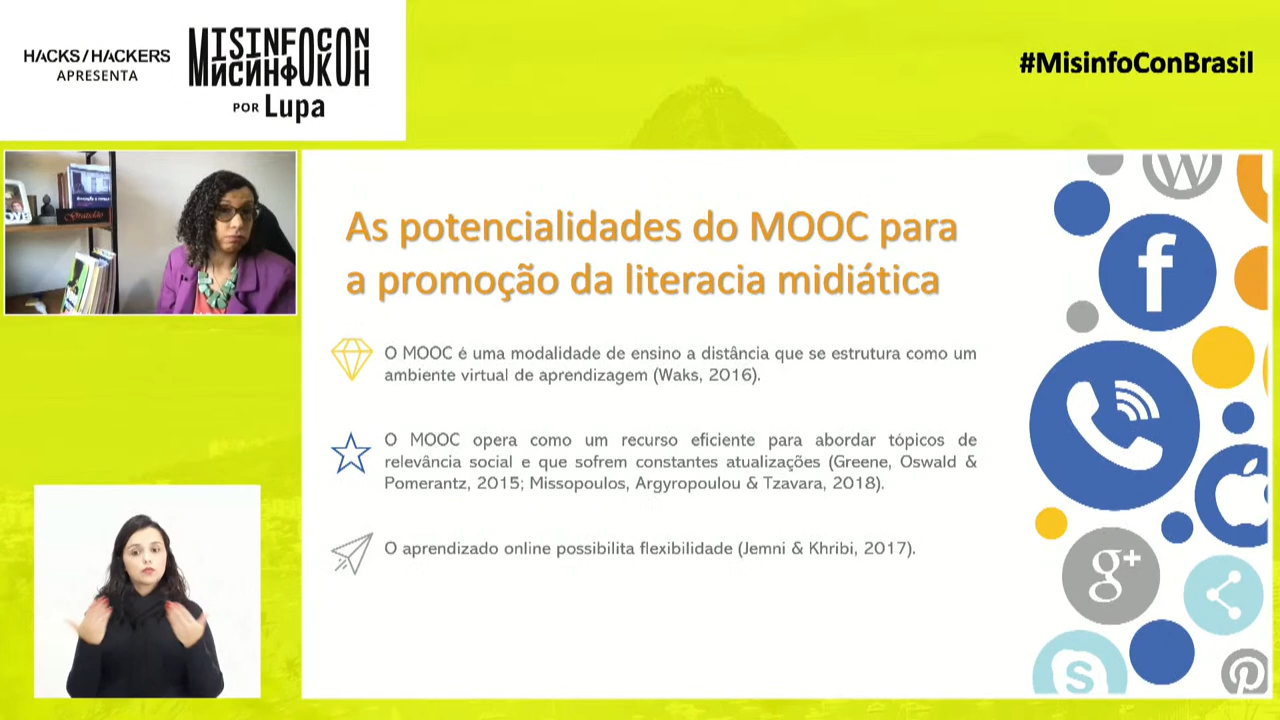 HACKS/HACKERS
APRESENTA
MISINFOCON
МИСИНФОКОН
POR Lupa
#MisinfoConBrasil
Gratidão
As potencialidades do MOOC para
a promoção da literacia midiática
O MOOC é uma modalidade de ensino a distância que se estrutura como um
ambiente virtual de aprendizagem (Waks, 2016).
O MOOC opera como um recurso eficiente para abordar tópicos de
relevância social e que sofrem constantes atualizações (Greene, Oswald &
Pomerantz, 2015; Missopoulos, Argyropoulou & Tzavara, 2018).
O aprendizado online possibilita flexibilidade (Jemni & Khribi, 2017).